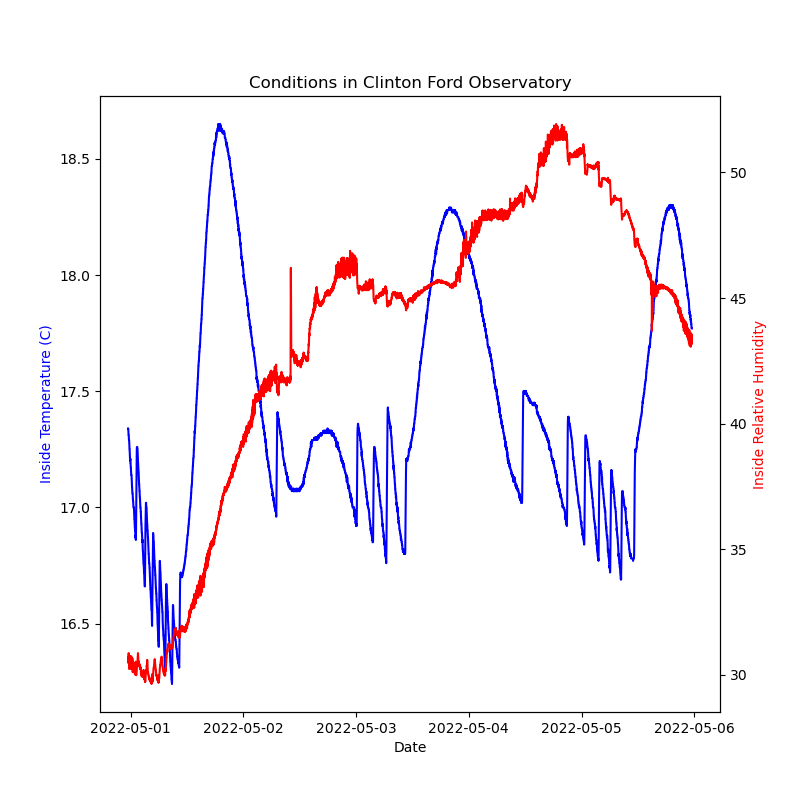 Conditions in Clinton Ford Observatory
18.5
18.0
17.5
17.0
16.5
Inside Temperature (C)
50
45
40
35
30
Inside Relative Humidity
2022-05-01 2022-05-02 2022-05-03 2022-05-04 2022-05-05 2022-05-06
Date